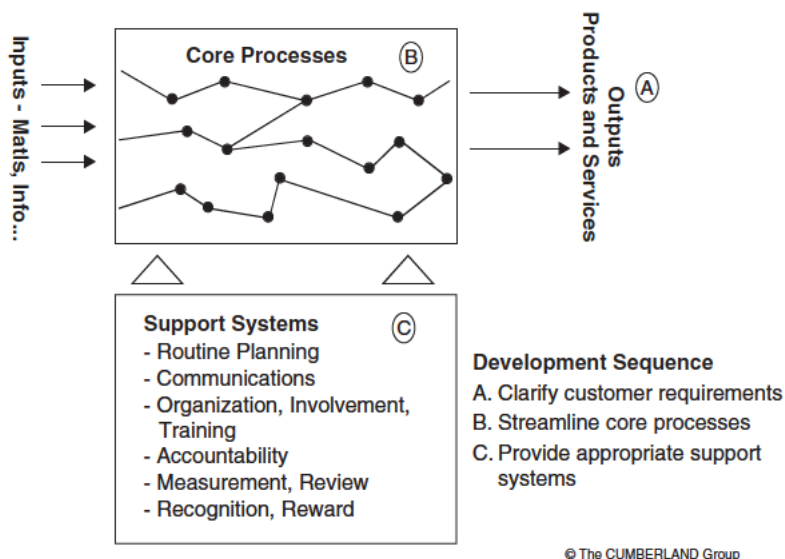 Core Processes
B
Inputs - Matls, Info...
Outputs
Products and Services
A
Support Systems
C
- Routine Planning
- Communications
- Organization, Involvement,
Training
- Accountability
- Measurement, Review
- Recognition, Reward
Development Sequence
A. Clarify customer requirements
B. Streamline core processes
C. Provide appropriate support
systems
© The CUMBERLAND Group